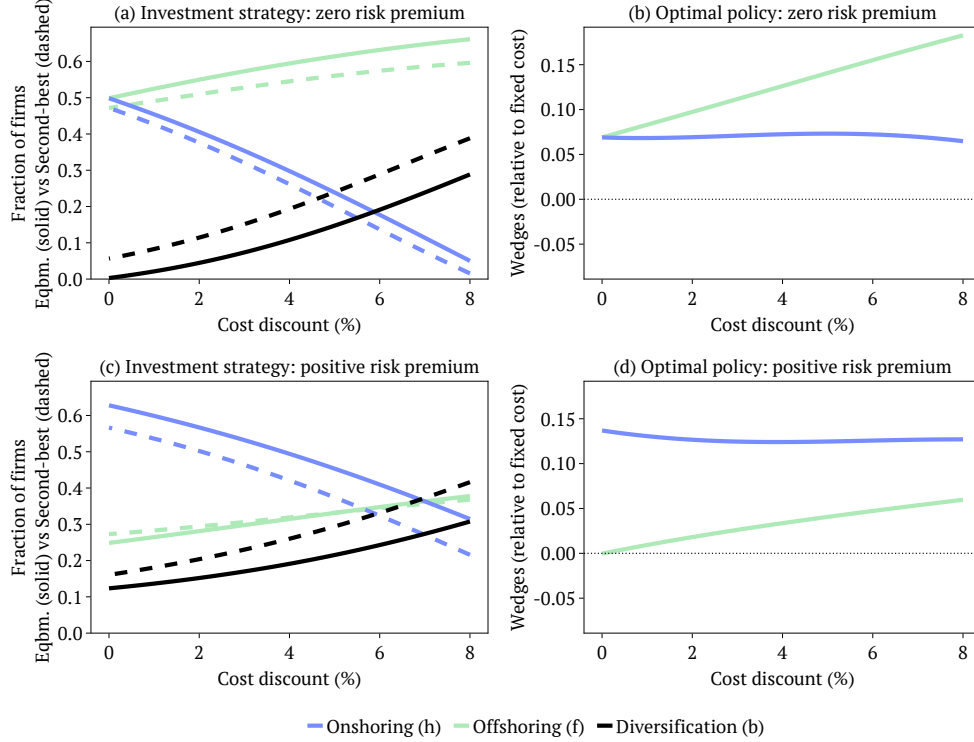 (a) Investment strategy: zero risk premium
Fraction of firms
Eqbm. (solid) vs Second-best (dashed)
0.6
0.5
0.4
0.3
0.2
0.1
0.0
0 2 4 6 8
Cost discount (%)
(b) Optimal policy: zero risk premium
Wedges (relative to fixed cost)
0.15
0.10
0.05
0.00
-0.05
0 2 4 6 8
Cost discount (%)
(c) Investment strategy: positive risk premium
Fraction of firms
Eqbm. (solid) vs Second-best (dashed)
0.6
0.5
0.4
0.3
0.2
0.1
0.0
0 2 4 6 8
Cost discount (%)
(d) Optimal policy: positive risk premium
Wedges (relative to fixed cost)
0.15
0.10
0.05
0.00
-0.05
0 2 4 6 8
Cost discount (%)
Onshoring (h) Offshoring (f) Diversification (b)